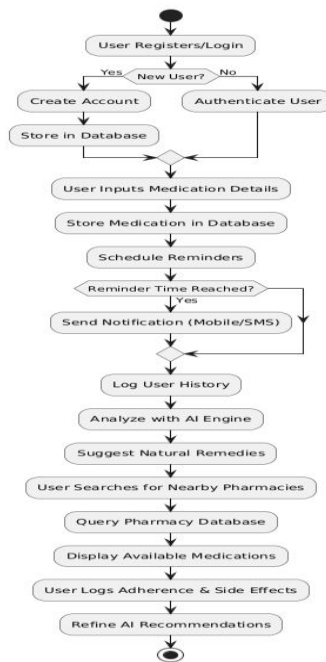 User Registers/Login
Yes
New User?
No
Create Account
Authenticate User
Store in Database
User Inputs Medication Details
Store Medication in Database
Schedule Reminders
Reminder Time Reached?
Yes
Send Notification (Mobile/SMS)
Log User History
Analyze with AI Engine
Suggest Natural Remedies
User Searches for Nearby Pharmacies
Query Pharmacy Database
Display Available Medications
User Logs Adherence & Side Effects
Refine AI Recommendations